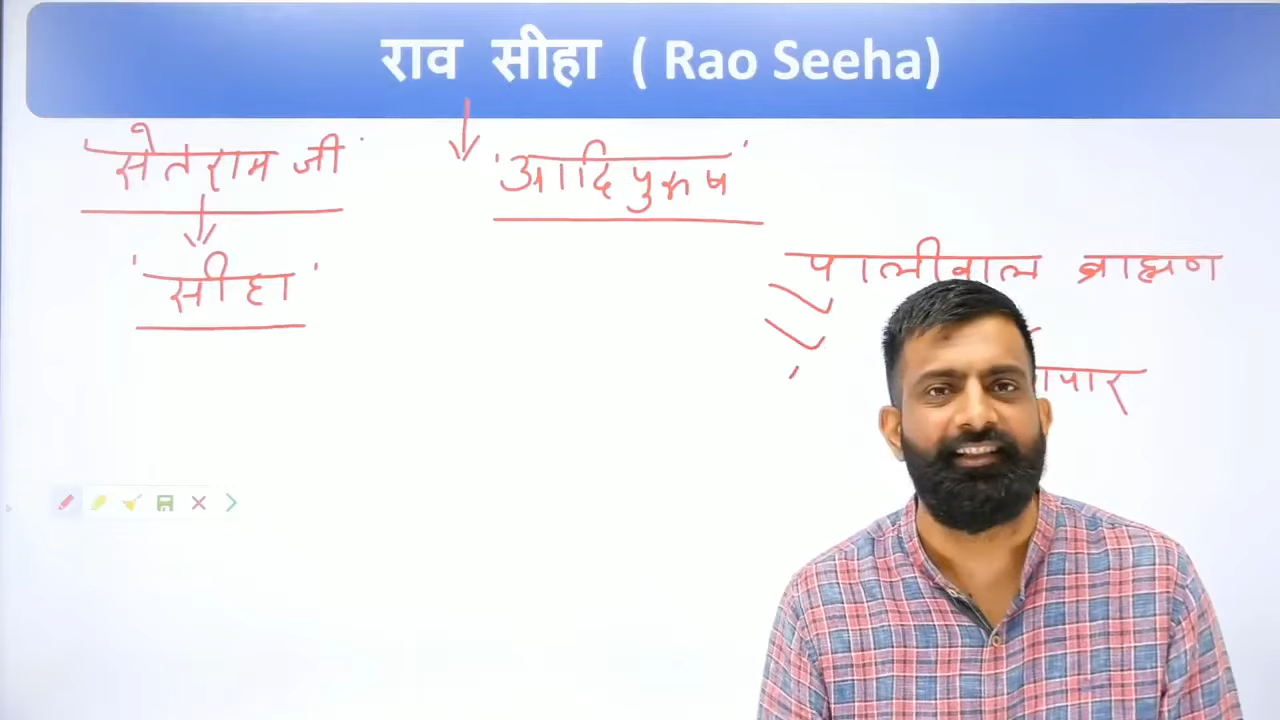 राव सीहा ( Rao Seeha)
सेतराम जी
'आदिपुरुष'
'सीहा'
पालीवाल ब्राह्मण